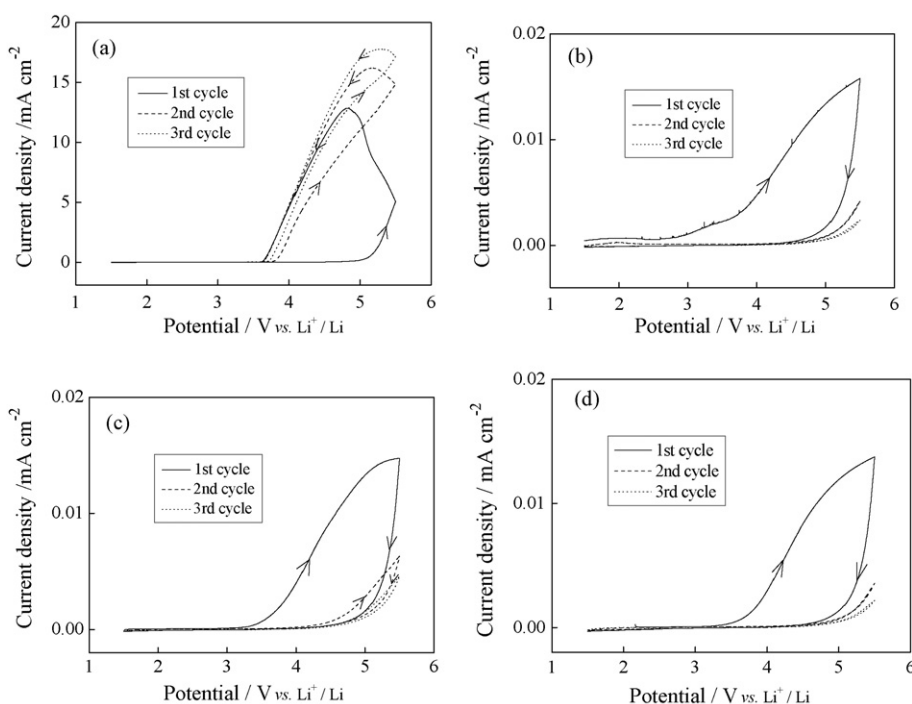 (a)
20
15
10
5
0
1 2 3 4 5 6
Current density /mA cm⁻²
Potential / V vs. Li⁺ / Li
1st cycle
2nd cycle
3rd cycle
(b)
0.02
0.01
0.00
1 2 3 4 5 6
Current density /mA cm⁻²
Potential / V vs. Li⁺ / Li
1st cycle
2nd cycle
3rd cycle
(c)
0.02
0.01
0.00
1 2 3 4 5 6
Current density /mA cm⁻²
Potential / V vs. Li⁺ / Li
1st cycle
2nd cycle
3rd cycle
(d)
0.02
0.01
0.00
1 2 3 4 5 6
Current density / mA cm⁻²
Potential / V vs. Li⁺ / Li
1st cycle
2nd cycle
3rd cycle